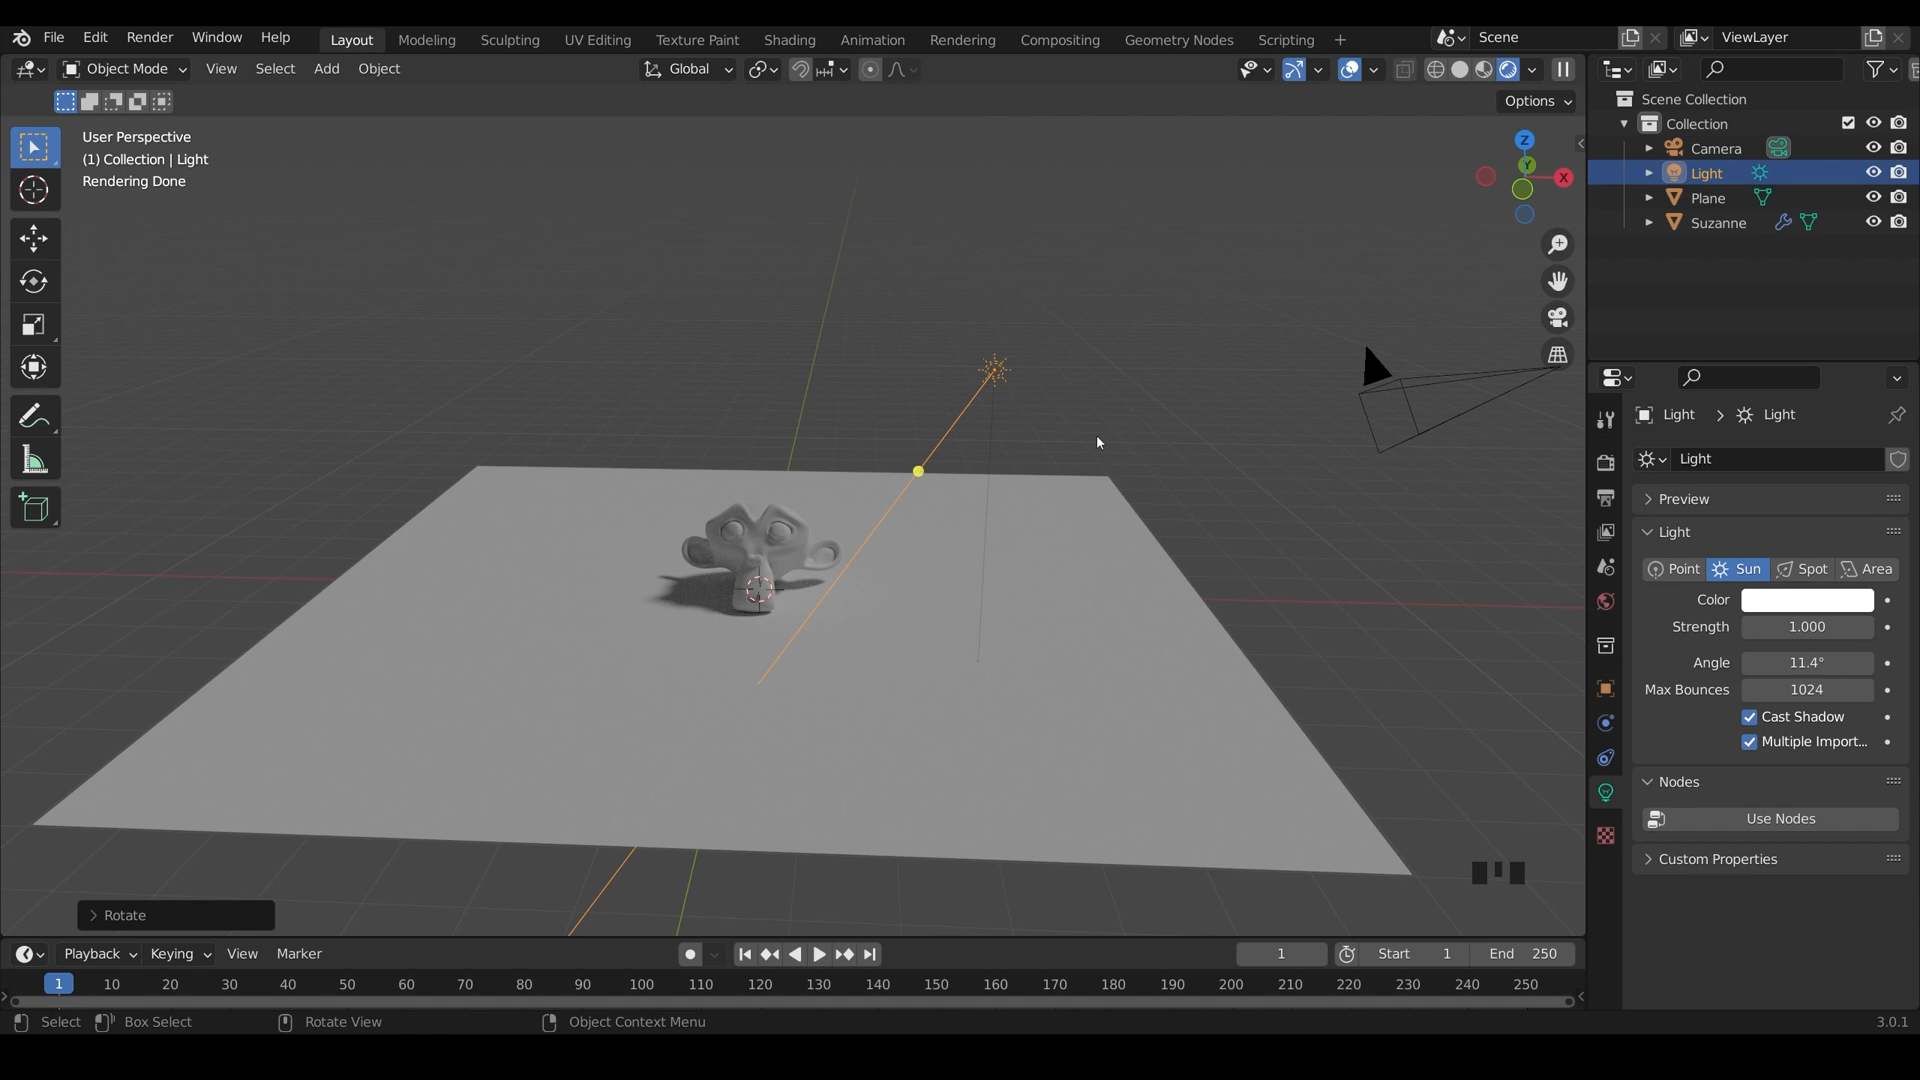 File Edit Render Window Help Layout Modeling Sculpting UV Editing Texture Paint Shading Animation Rendering Compositing Geometry Nodes Scripting + Scene ViewLayer
Object Mode View Select Add Object Global
Options
User Perspective
(1) Collection | Light
Rendering Done
Z
Y
X
Scene Collection
Collection
Camera
Light
Plane
Suzanne
Light > Light
Light
Preview
Light
Point Sun Spot Area
Color
Strength 1.000
Angle 11.4°
Max Bounces 1024
Cast Shadow
Multiple Import...
Nodes
Use Nodes
Custom Properties
Rotate
Playback Keying View Marker 1 Start 1 End 250
1 10 20 30 40 50 60 70 80 90 100 110 120 130 140 150 160 170 180 190 200 210 220 230 240 250
Select Box Select Rotate View Object Context Menu 3.0.1